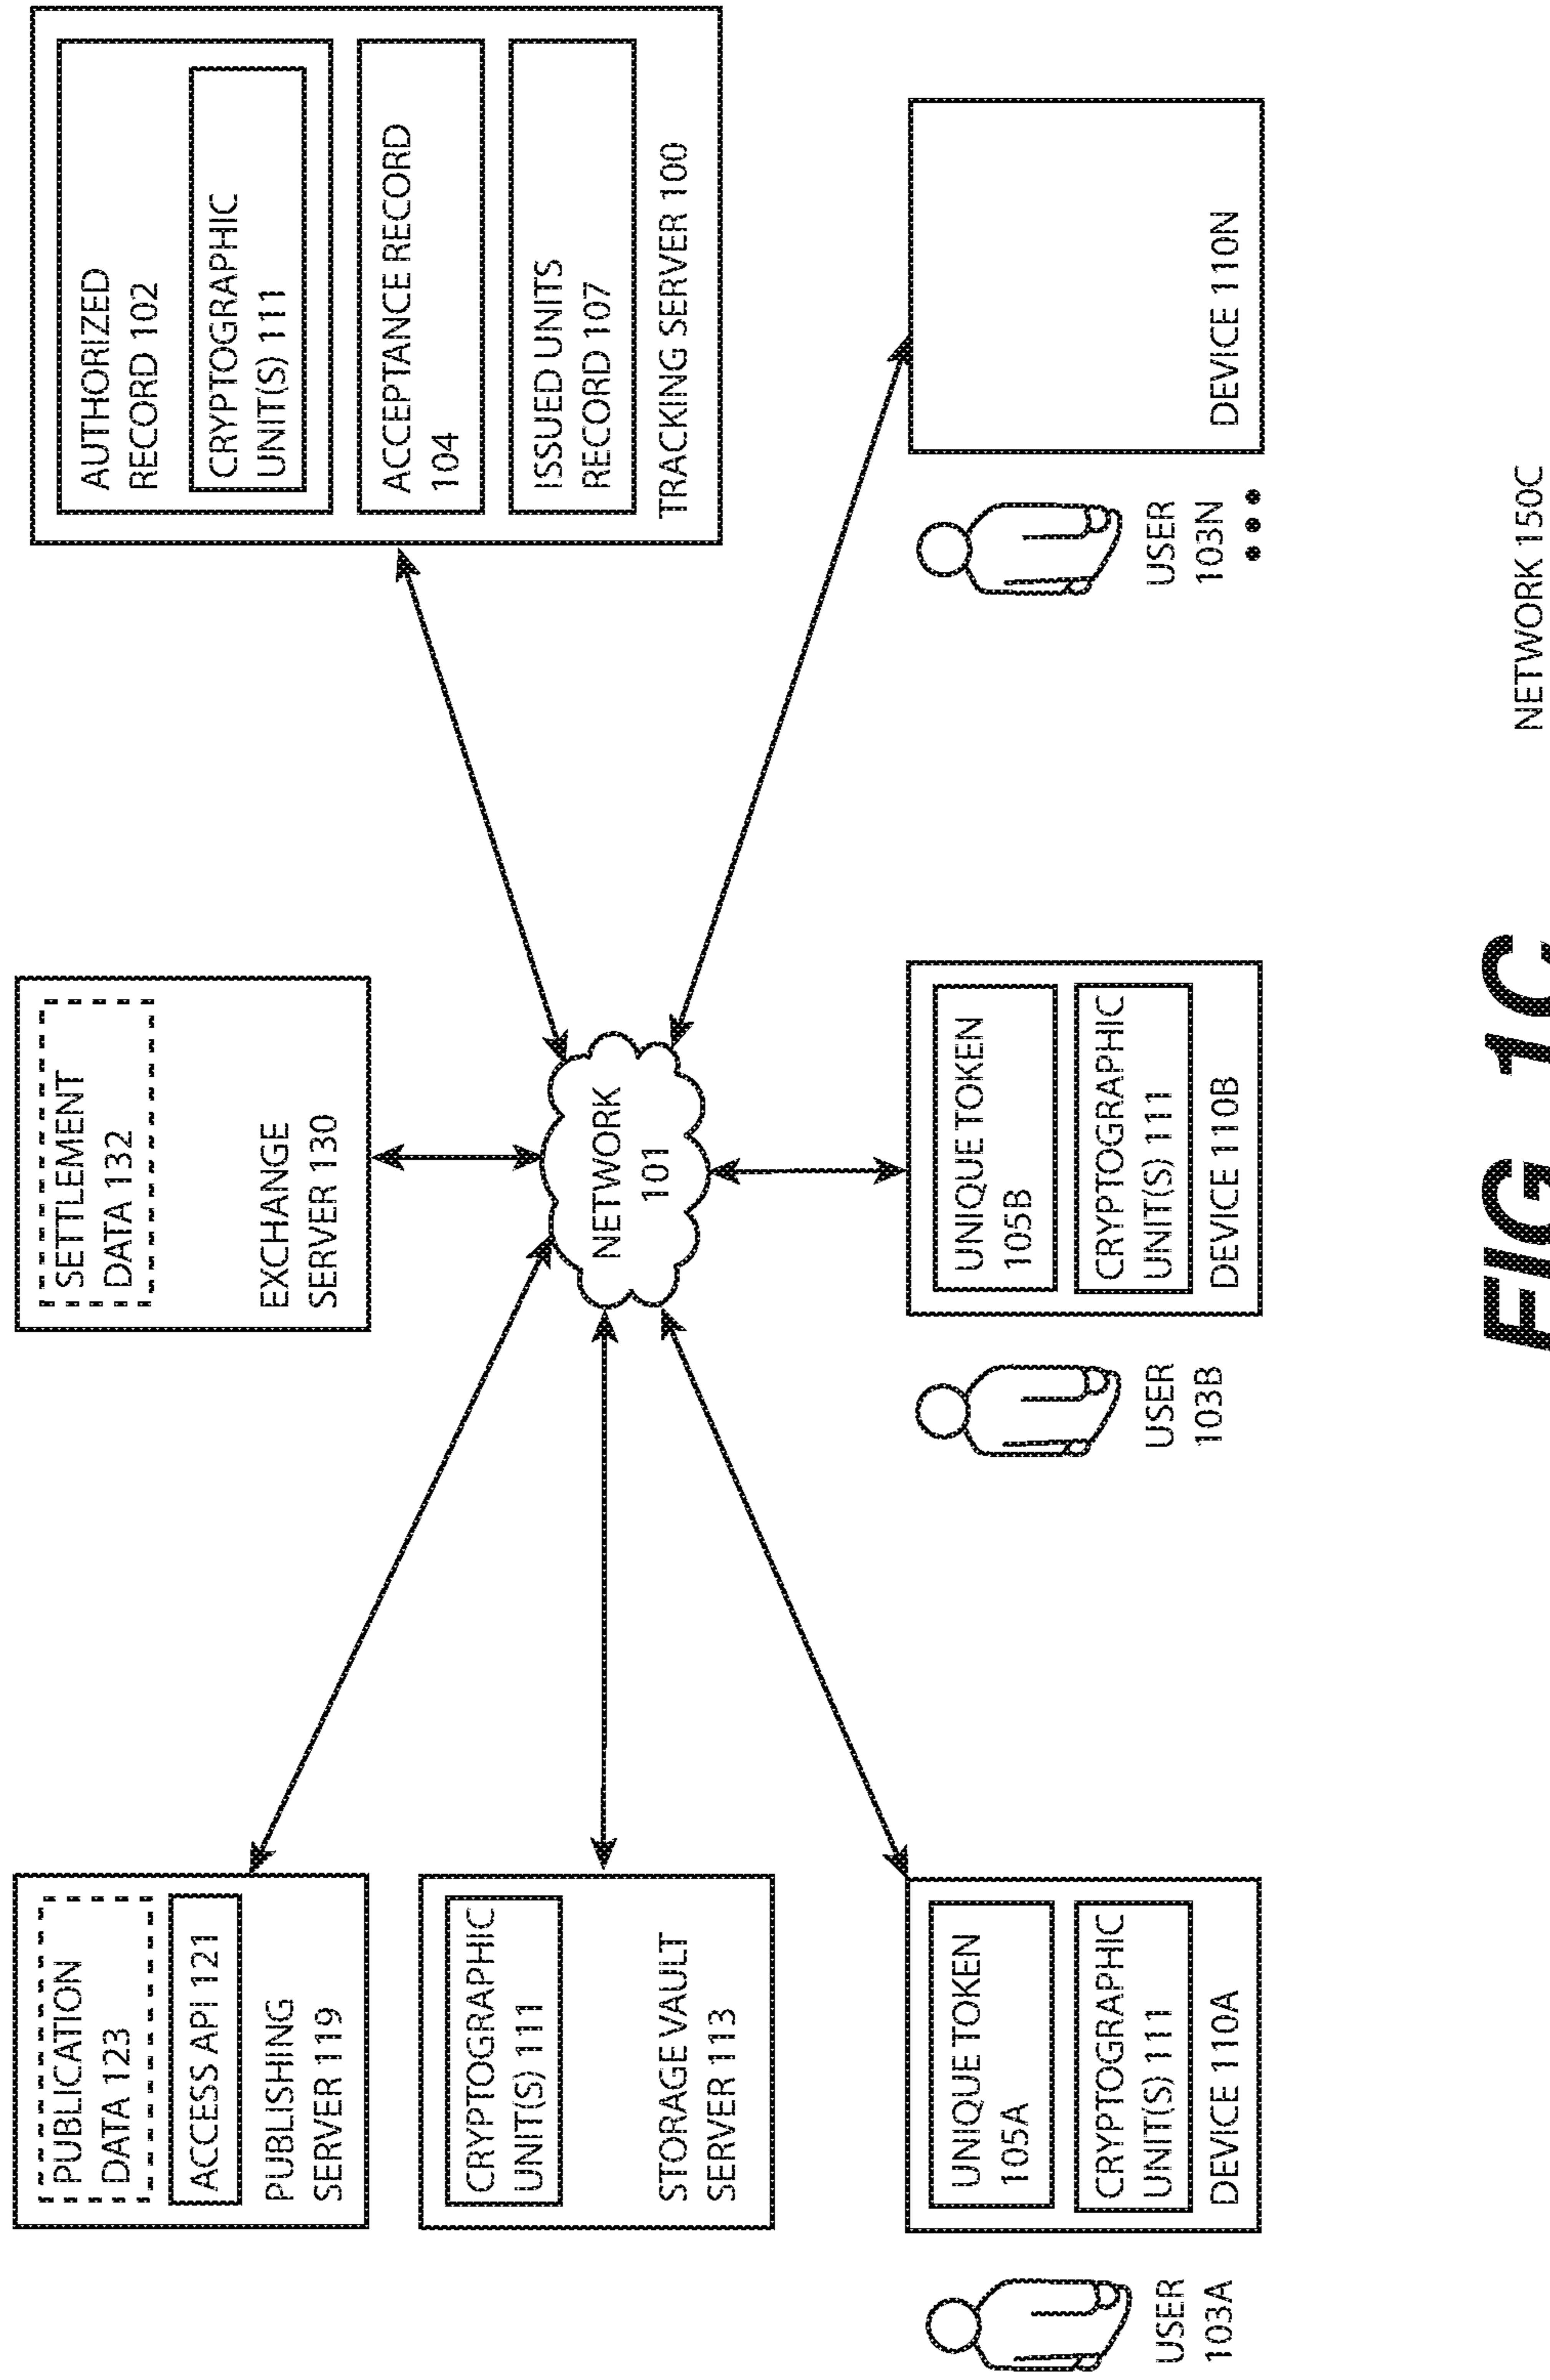 PUBLICATION
DATA 123
ACCESS API 121
PUBLISHING
SERVER 119
SETTLEMENT
DATA 132
EXCHANGE
SERVER 130
AUTHORIZED
RECORD 102
CRYPTOGRAPHIC
UNIT(S) 111
ACCEPTANCE RECORD
104
ISSUED UNITS
RECORD 107
TRACKING SERVER 100
CRYPTOGRAPHIC
UNIT(S) 111
STORAGE VAULT
SERVER 113
NETWORK
101
USER
103A
UNIQUE TOKEN
105A
CRYPTOGRAPHIC
UNIT(S) 111
DEVICE 110A
USER
103B
UNIQUE TOKEN
105B
CRYPTOGRAPHIC
UNIT(S) 111
DEVICE 110B
USER
103N
DEVICE 110N
FIG 1C
NETWORK 150C